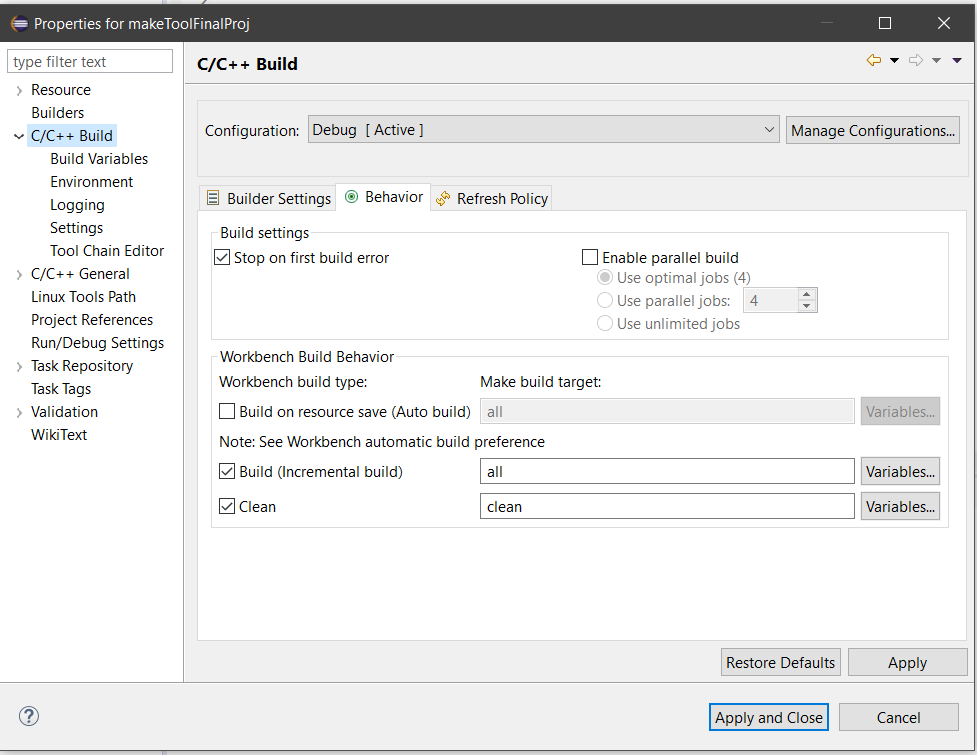 Properties for makeToolFinalProj
type filter text
Resource
Builders
C/C++ Build
Build Variables
Environment
Logging
Settings
Tool Chain Editor
C/C++ General
Linux Tools Path
Project References
Run/Debug Settings
Task Repository
Task Tags
Validation
WikiText
C/C++ Build
Configuration: Debug [ Active ] Manage Configurations...
Builder Settings Behavior Refresh Policy
Build settings
Stop on first build error Enable parallel build
Use optimal jobs (4)
Use parallel jobs: 4
Use unlimited jobs
Workbench Build Behavior
Workbench build type: Make build target:
Build on resource save (Auto build) all Variables...
Note: See Workbench automatic build preference
Build (Incremental build) all Variables...
Clean clean Variables...
Restore Defaults Apply
? Apply and Close Cancel